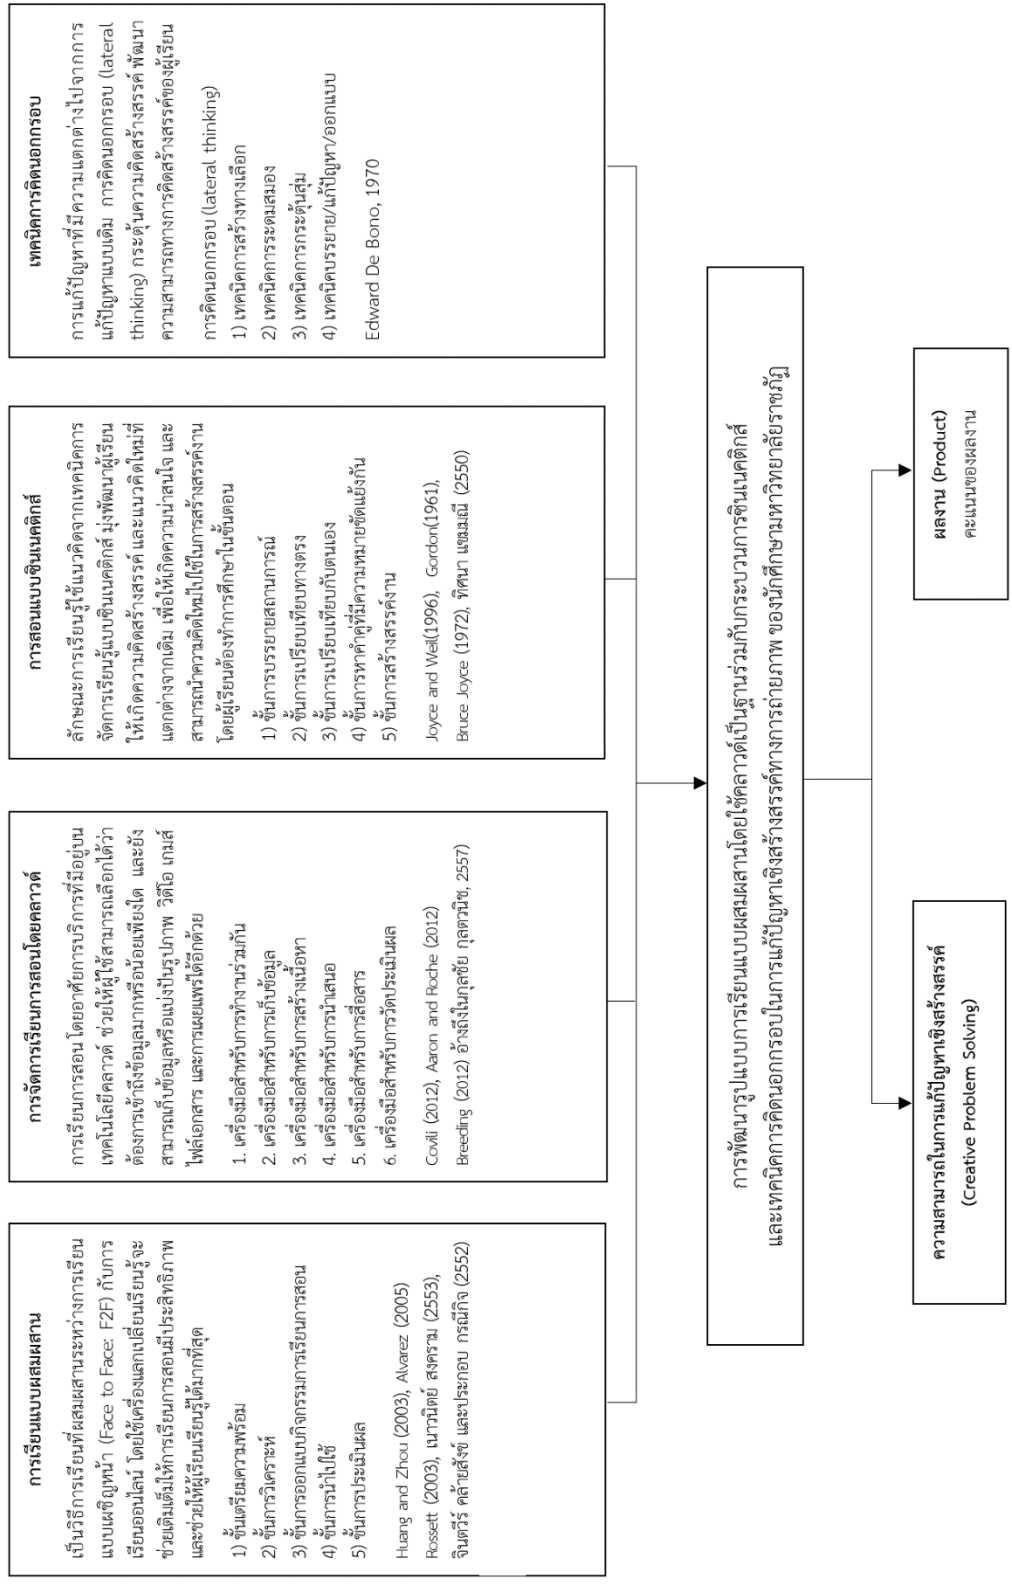 การเรียนแบบผสมผสาน
เป็นวิธีการเรียนที่ผสมผสานระหว่างการเรียน
แบบเผชิญหน้า (Face to Face: F2F) กับการ
เรียนออนไลน์ โดยใช้เครื่องแลกเปลี่ยนเรียนรู้จะ
ช่วยเติมเต็มให้การเรียนการสอนมีประสิทธิภาพ
และช่วยให้ผู้เรียนเรียนรู้ได้มากที่สุด
1) ขั้นเตรียมความพร้อม
2) ขั้นการวิเคราะห์
3) ขั้นการออกแบบกิจกรรมการเรียนการสอน
4) ขั้นการนำไปใช้
5) ขั้นการประเมินผล
Huang and Zhou (2003), Alvarez (2005)
Rossett (2003), เนาวนิตย์ สงคราม (2553),
จินตวีร์ คล้ายสังข์ และประกอบ กรณีกิจ (2552)
การจัดการเรียนการสอนโดยคลาวด์
การเรียนการสอนโดยอาศัยการบริการที่มีอยู่บน
เทคโนโลยีคลาวด์ ช่วยให้ผู้ใช้สามารถเลือกได้ว่า
ต้องการเข้าถึงข้อมูลมากหรือน้อยเพียงใด และยัง
สามารถเก็บข้อมูลหรือแบ่งปันรูปภาพ วิดีโอ เกมส์
ไฟล์เอกสาร และการเผยแพร่ได้อีกด้วย
1. เครื่องมือสำหรับการทำงานร่วมกัน
2. เครื่องมือสำหรับการเก็บข้อมูล
3. เครื่องมือสำหรับการสร้างเนื้อหา
4. เครื่องมือสำหรับการนำเสนอ
5. เครื่องมือสำหรับการสื่อสาร
6. เครื่องมือสำหรับการวัดประเมินผล
Covili (2012), Aaron and Roche (2012)
Breeding (2012) อ้างถึงในกุลชัย กุลตวนิช, 2557)
การสอนแบบซินเนคติกส์
ลักษณะการเรียนรู้ใช้แนวคิดจากเทคนิคการ
จัดการเรียนรู้แบบซินเนคติกส์ มุ่งพัฒนาผู้เรียน
ให้เกิดความคิดสร้างสรรค์ และแนวคิดใหม่ที่
แตกต่างจากเดิม เพื่อให้เกิดความน่าสนใจ และ
สามารถนำความคิดใหม่ไปใช้ในการสร้างสรรค์งาน
โดยผู้เรียนต้องทำการศึกษาในขั้นตอน
1) ขั้นการบรรยายสถานการณ์
2) ขั้นการเปรียบเทียบทางตรง
3) ขั้นการเปรียบเทียบกับตนเอง
4) ขั้นการหาคำคู่ที่มีความหมายขัดแย้งกัน
5) ขั้นการสร้างสรรค์งาน
Joyce and Weil(1996), Gordon(1961),
Bruce Joyce (1972), ทิศนา แขมมณี (2550)
เทคนิคการคิดนอกกรอบ
การแก้ปัญหาที่มีความแตกต่างไปจากการ
แก้ปัญหาแบบเดิม การคิดนอกกรอบ (lateral
thinking) กระตุ้นความคิดสร้างสรรค์ พัฒนา
ความสามารถทางการคิดสร้างสรรค์ของผู้เรียน
การคิดนอกกรอบ (lateral thinking)
1) เทคนิคการสร้างทางเลือก
2) เทคนิคการระดมสมอง
3) เทคนิคการกระตุ้นสุ่ม
4) เทคนิคบรรยาย/แก้ปัญหา/ออกแบบ
Edward De Bono, 1970
การพัฒนารูปแบบการเรียนแบบผสมผสานโดยใช้คลาวด์เป็นฐานร่วมกับกระบวนการซินเนคติกส์
และเทคนิคการคิดนอกกรอบในการแก้ปัญหาเชิงสร้างสรรค์ทางการถ่ายภาพ ของนักศึกษามหาวิทยาลัยราชภัฏ
ความสามารถในการแก้ปัญหาเชิงสร้างสรรค์
(Creative Problem Solving)
ผลงาน (Product)
คะแนนของผลงาน